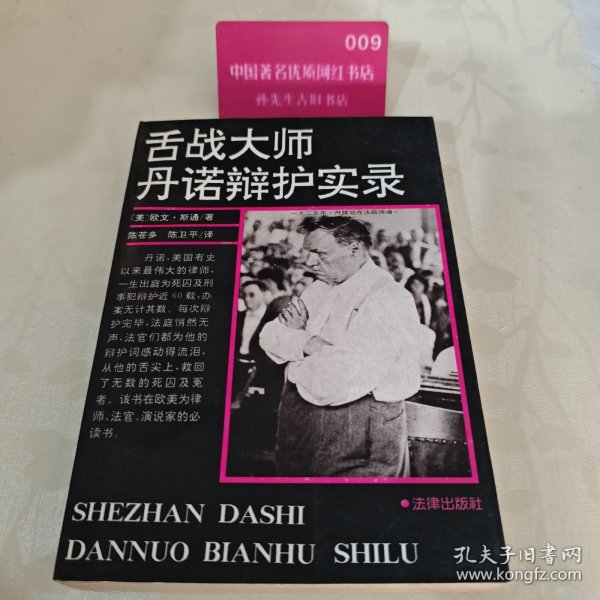 009
中国著名优质网红书店
孙先生古旧书店
舌战大师
丹诺辩护实录
〔美〕欧文·斯通/著
陈苍多 陈卫平/译
一九二五年,丹诺站在法庭现场。
丹诺,美国有史
以来最伟大的律师,
一生出庭为死囚及刑
事犯辩护近60载,办
案无计其数。每次辩
护完毕,法庭悄然无
声,法官们都为他的
辩护词感动得流泪,
从他的舌尖上,救回
了无数的死囚及冤
者。该书在欧美为律
师、法官、演说家的必
读书。
●法律出版社
SHEZHAN DASHI
DANNUO BIANHU SHILU
孔夫子旧书网
www.kongfz.com